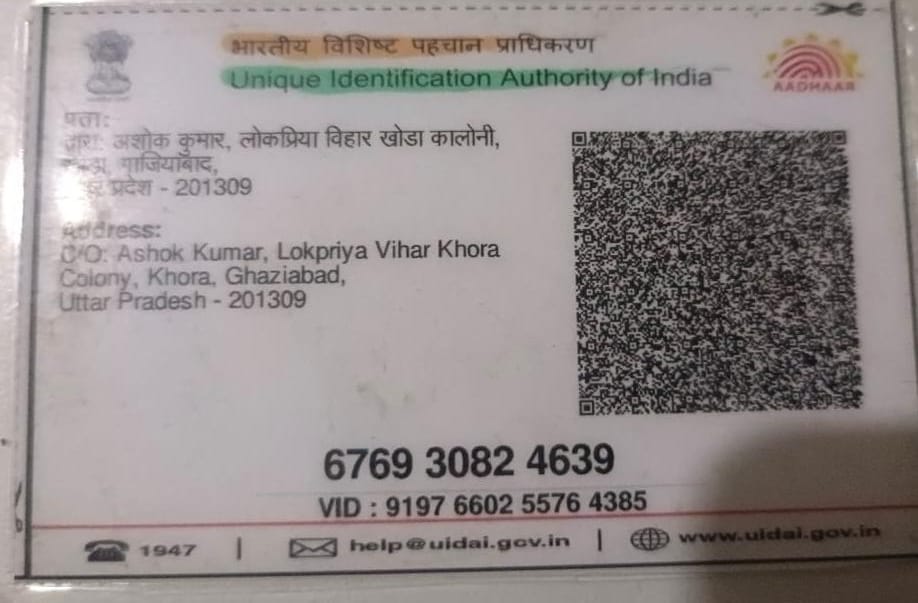 भारतीय विशिष्ट पहचान प्राधिकरण
Unique Identification Authority of India
AADHAAR
पता:
अशोक कुमार, लोकप्रिया विहार खोडा कालोनी,
गाजियाबाद,
प्रदेश - 201309
Address:
C/O: Ashok Kumar, Lokpriya Vihar Khora
Colony, Khora, Ghaziabad,
Uttar Pradesh - 201309
6769 3082 4639
VID : 9197 6602 5576 4385
1947 | help@uidai.gov.in | www.uidai.gov.in